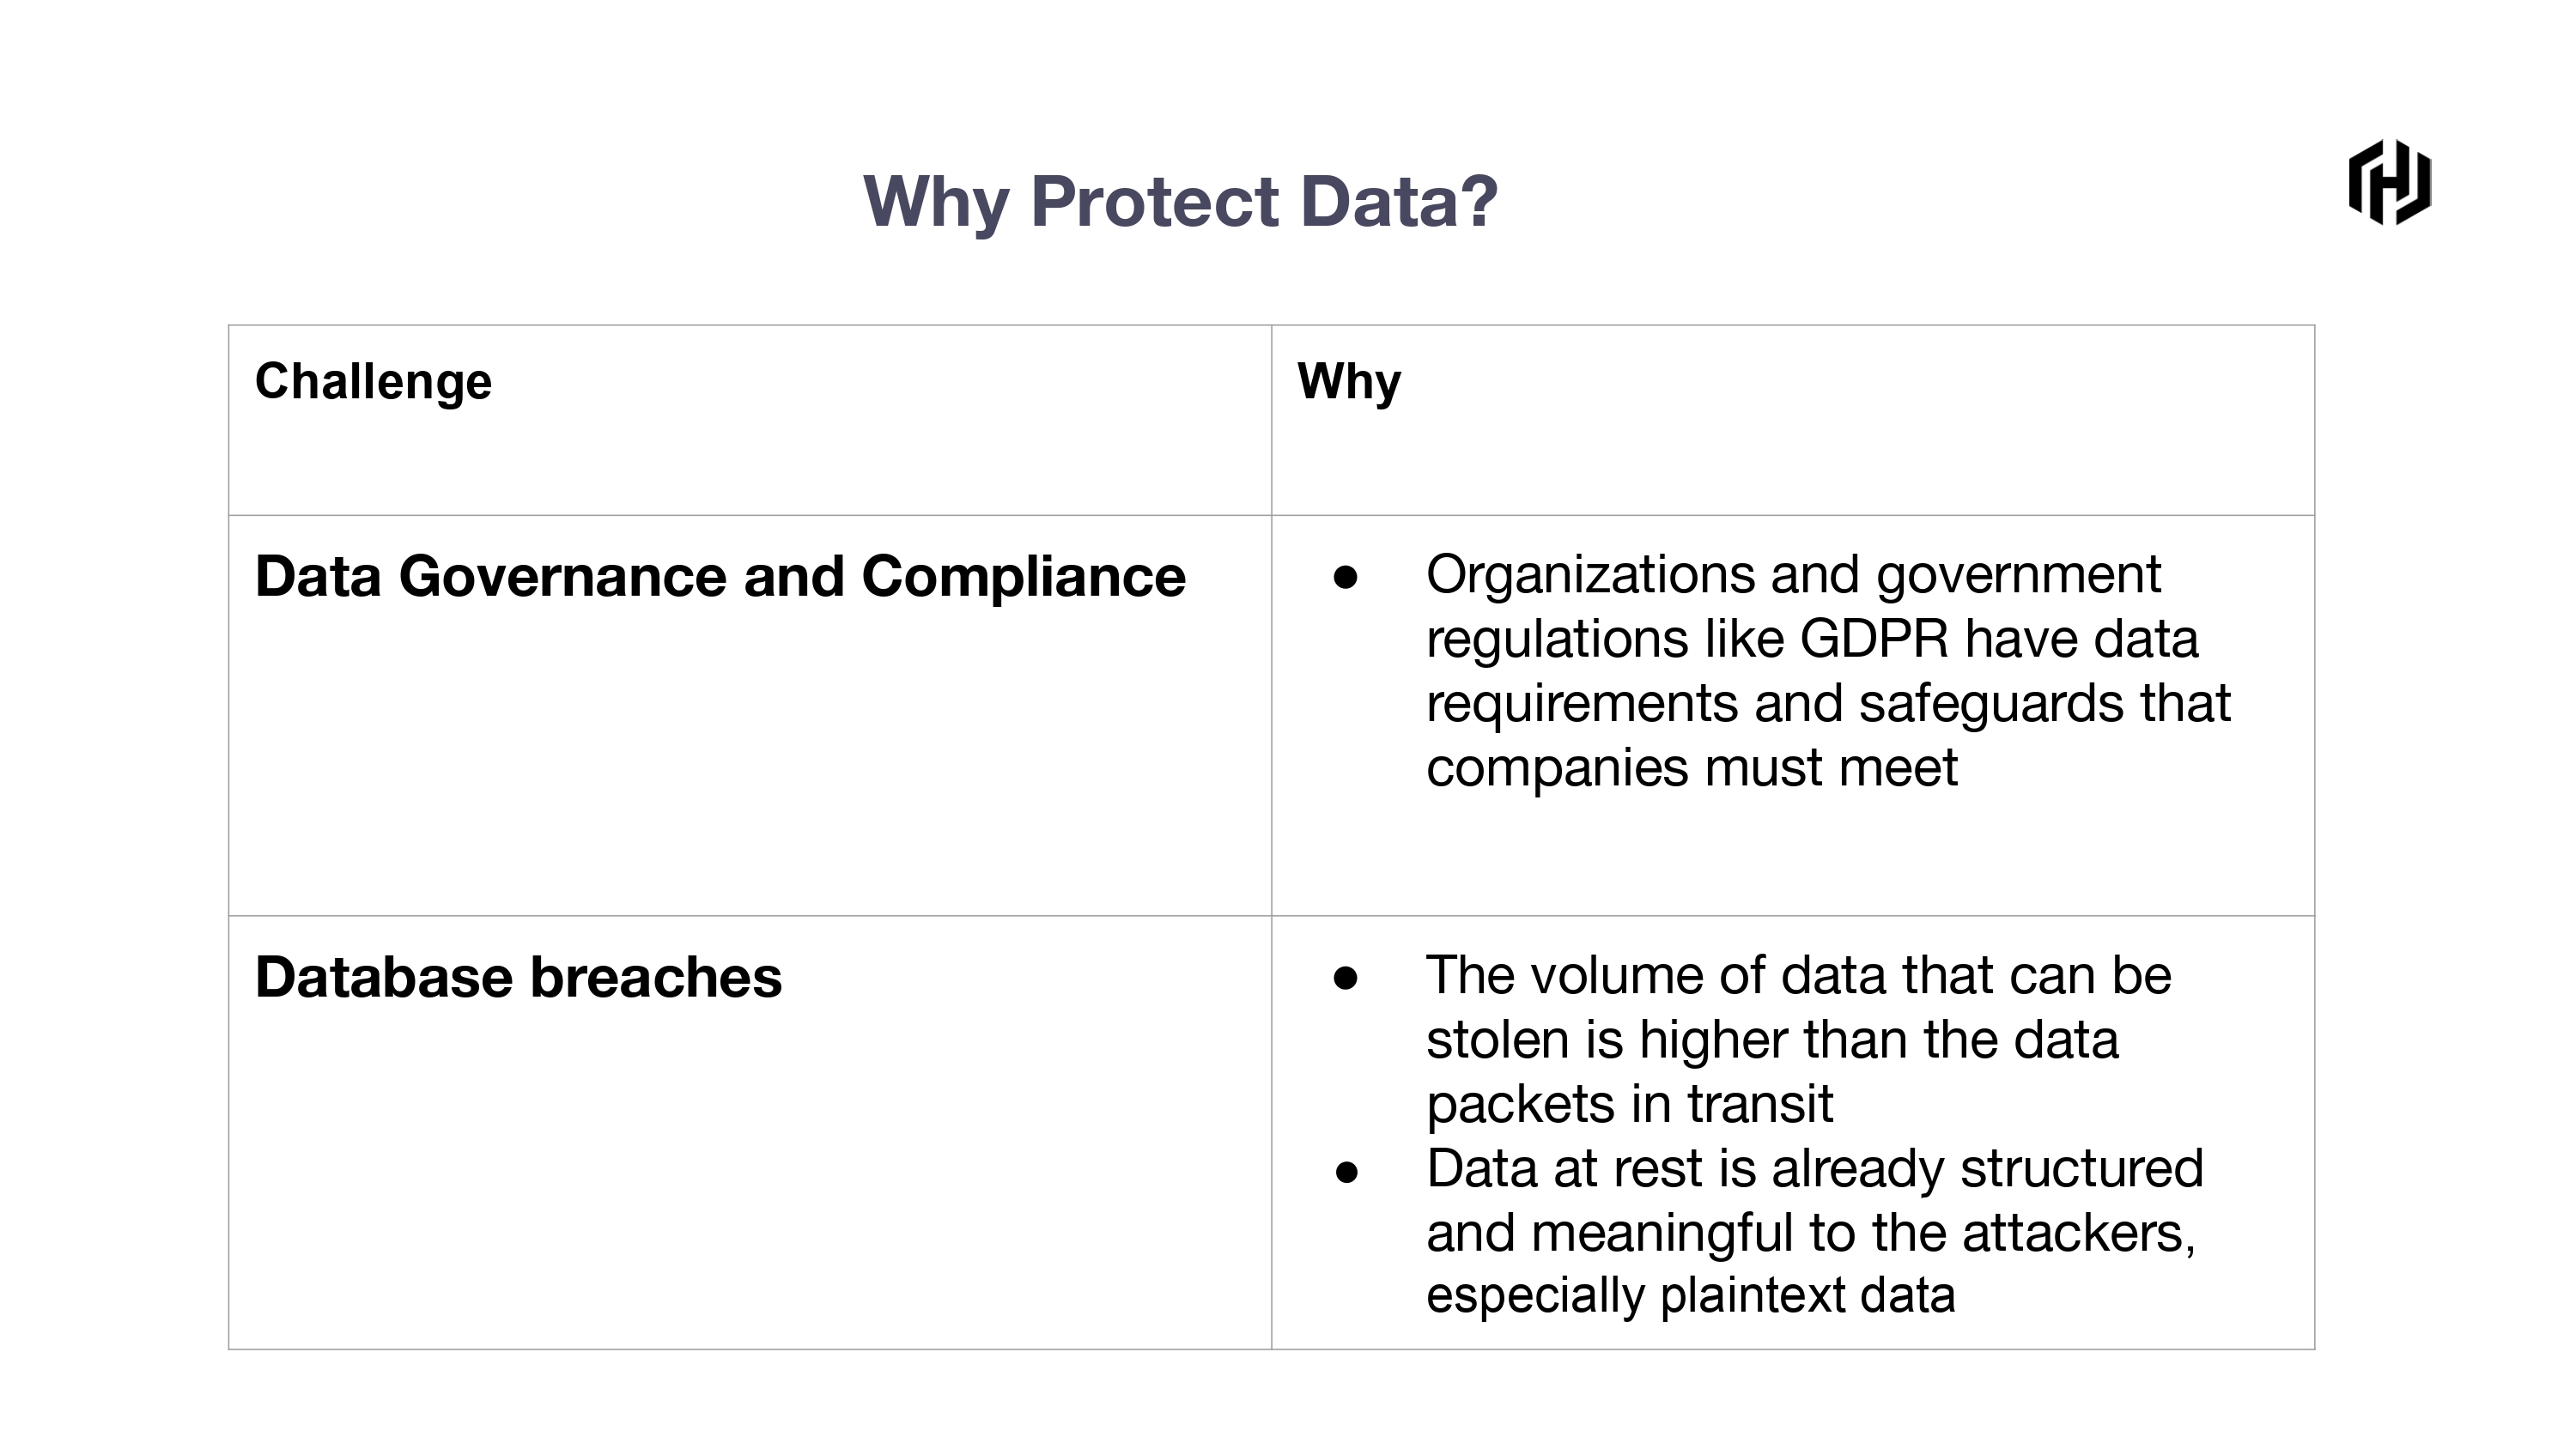 Why Protect Data?
Challenge
Why
Data Governance and Compliance
● Organizations and government
regulations like GDPR have data
requirements and safeguards that
companies must meet
Database breaches
● The volume of data that can be
stolen is higher than the data
packets in transit
● Data at rest is already structured
and meaningful to the attackers,
especially plaintext data